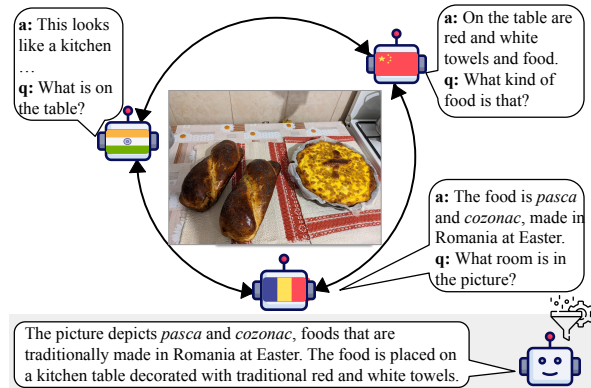 a: This looks
like a kitchen
…
q: What is on
the table?
a: On the table are
red and white
towels and food.
q: What kind of
food is that?
a: The food is pasca
and cozonac, made in
Romania at Easter.
q: What room is in
the picture?
The picture depicts pasca and cozonac, foods that are
traditionally made in Romania at Easter. The food is placed on
a kitchen table decorated with traditional red and white towels.